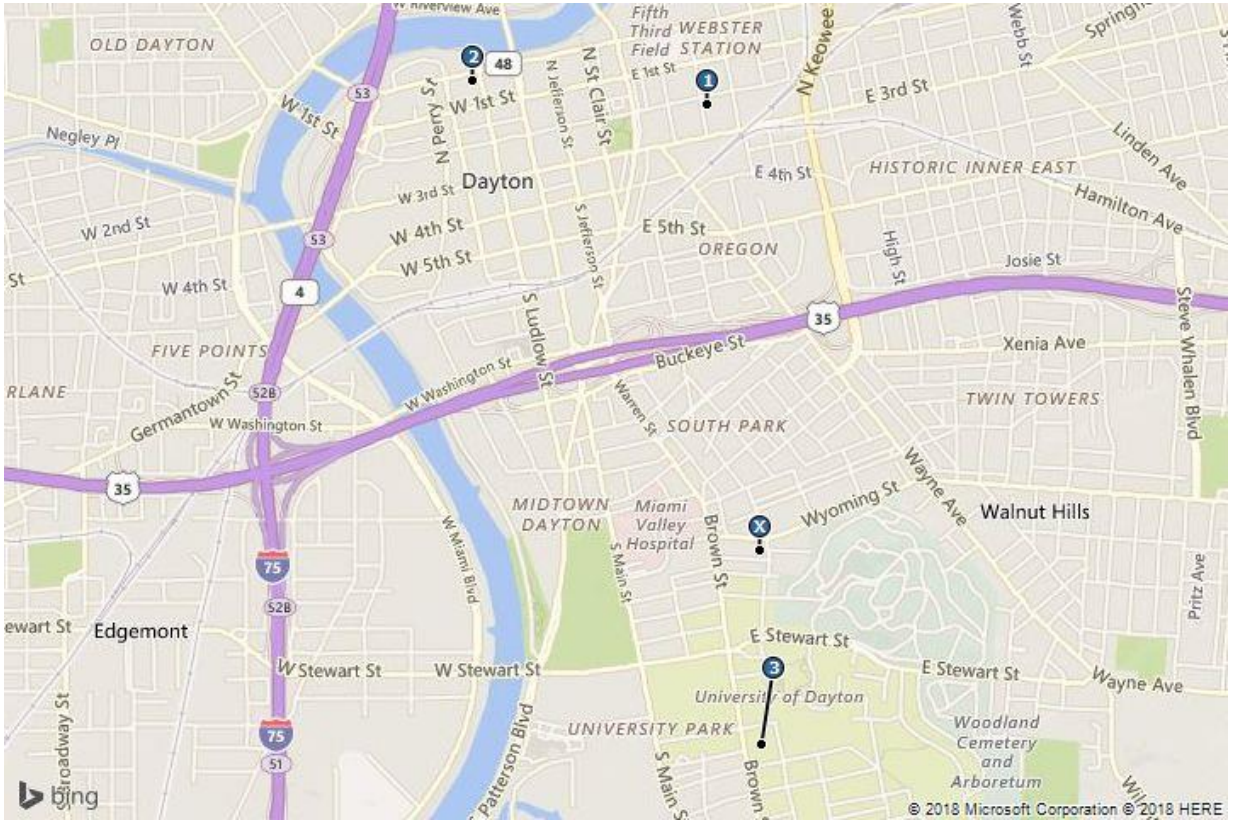 W Riverview Ave
Fifth
Third
Field
WEBSTER
STATION
Webb St
OLD DAYTON
2
48
N Jefferson St
N St Clair St
E 1st St
1
N Keowee
E 3rd St
53
W 1st St
W 1st St
N Perry St
Linden Ave
Negley Pl
Dayton
E 4th St
HISTORIC INNER EAST
Hamilton Ave
W 3rd St
W 2nd St
W 4th St
S Jefferson St
E 5th St
OREGON
High St
53
W 5th St
Josie St
St
W 4th St
4
S Ludlow St
35
Steve Whalen Blvd
FIVE POINTS
Buckeye St
Xenia Ave
RLANE
Germantown St
52B
W Washington St
W Washington St
Warren St
SOUTH PARK
TWIN TOWERS
35
MIDTOWN
DAYTON
Miami
Valley
Hospital
Brown St
X
Wyoming St
Wayne Ave
Walnut Hills
W Miami Blvd
S Main St
75
52B
Pritz Ave
ewart St
Edgemont
E Stewart St
W Stewart St
W Stewart St
3
E Stewart St
Wayne Ave
University of Dayton
S Broadway St
UNIVERSITY PARK
Woodland
Cemetery
and
Arboretum
75
51
S Patterson Blvd
S Main S
Brown S
bing
© 2018 Microsoft Corporation © 2018 HERE